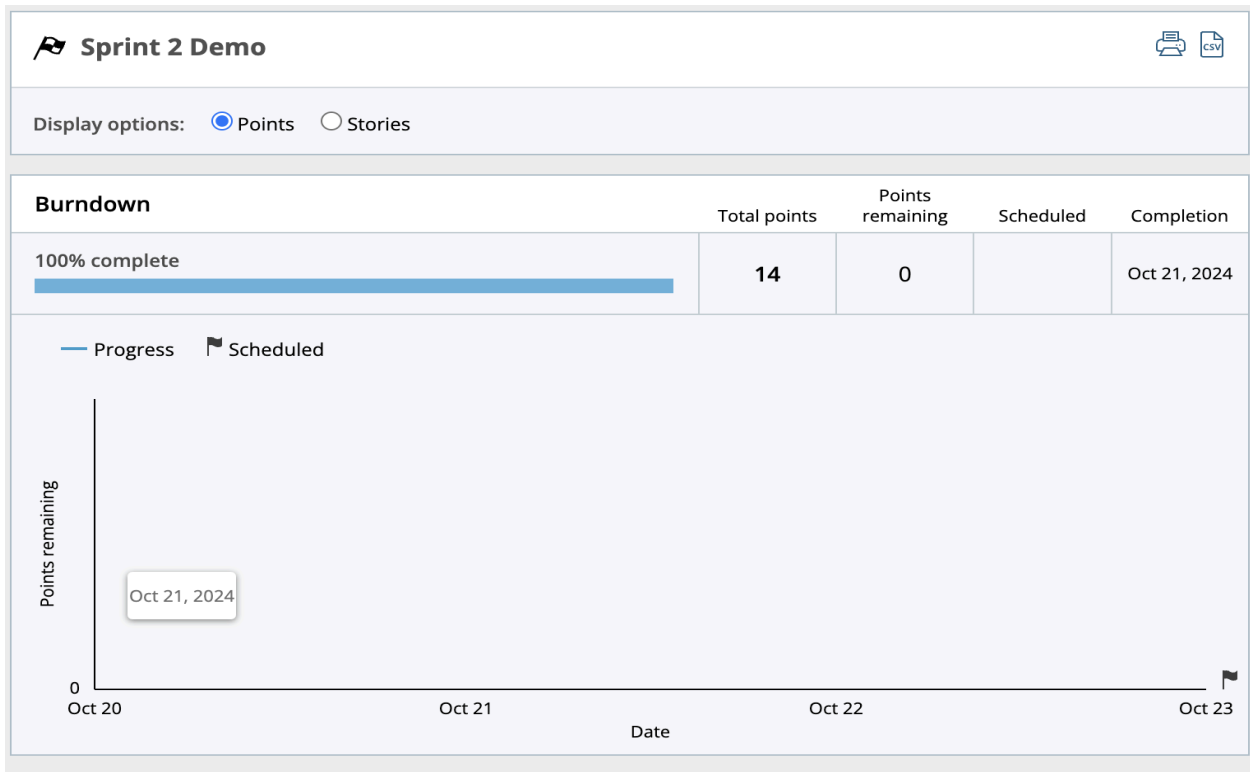 Sprint 2 Demo
CSV
Display options: Points Stories
Burndown
Total points
Points
remaining
Scheduled
Completion
100% complete
14
0
Oct 21, 2024
Progress Scheduled
Points remaining
Oct 21, 2024
0
Oct 20 Oct 21 Oct 22 Oct 23
Date